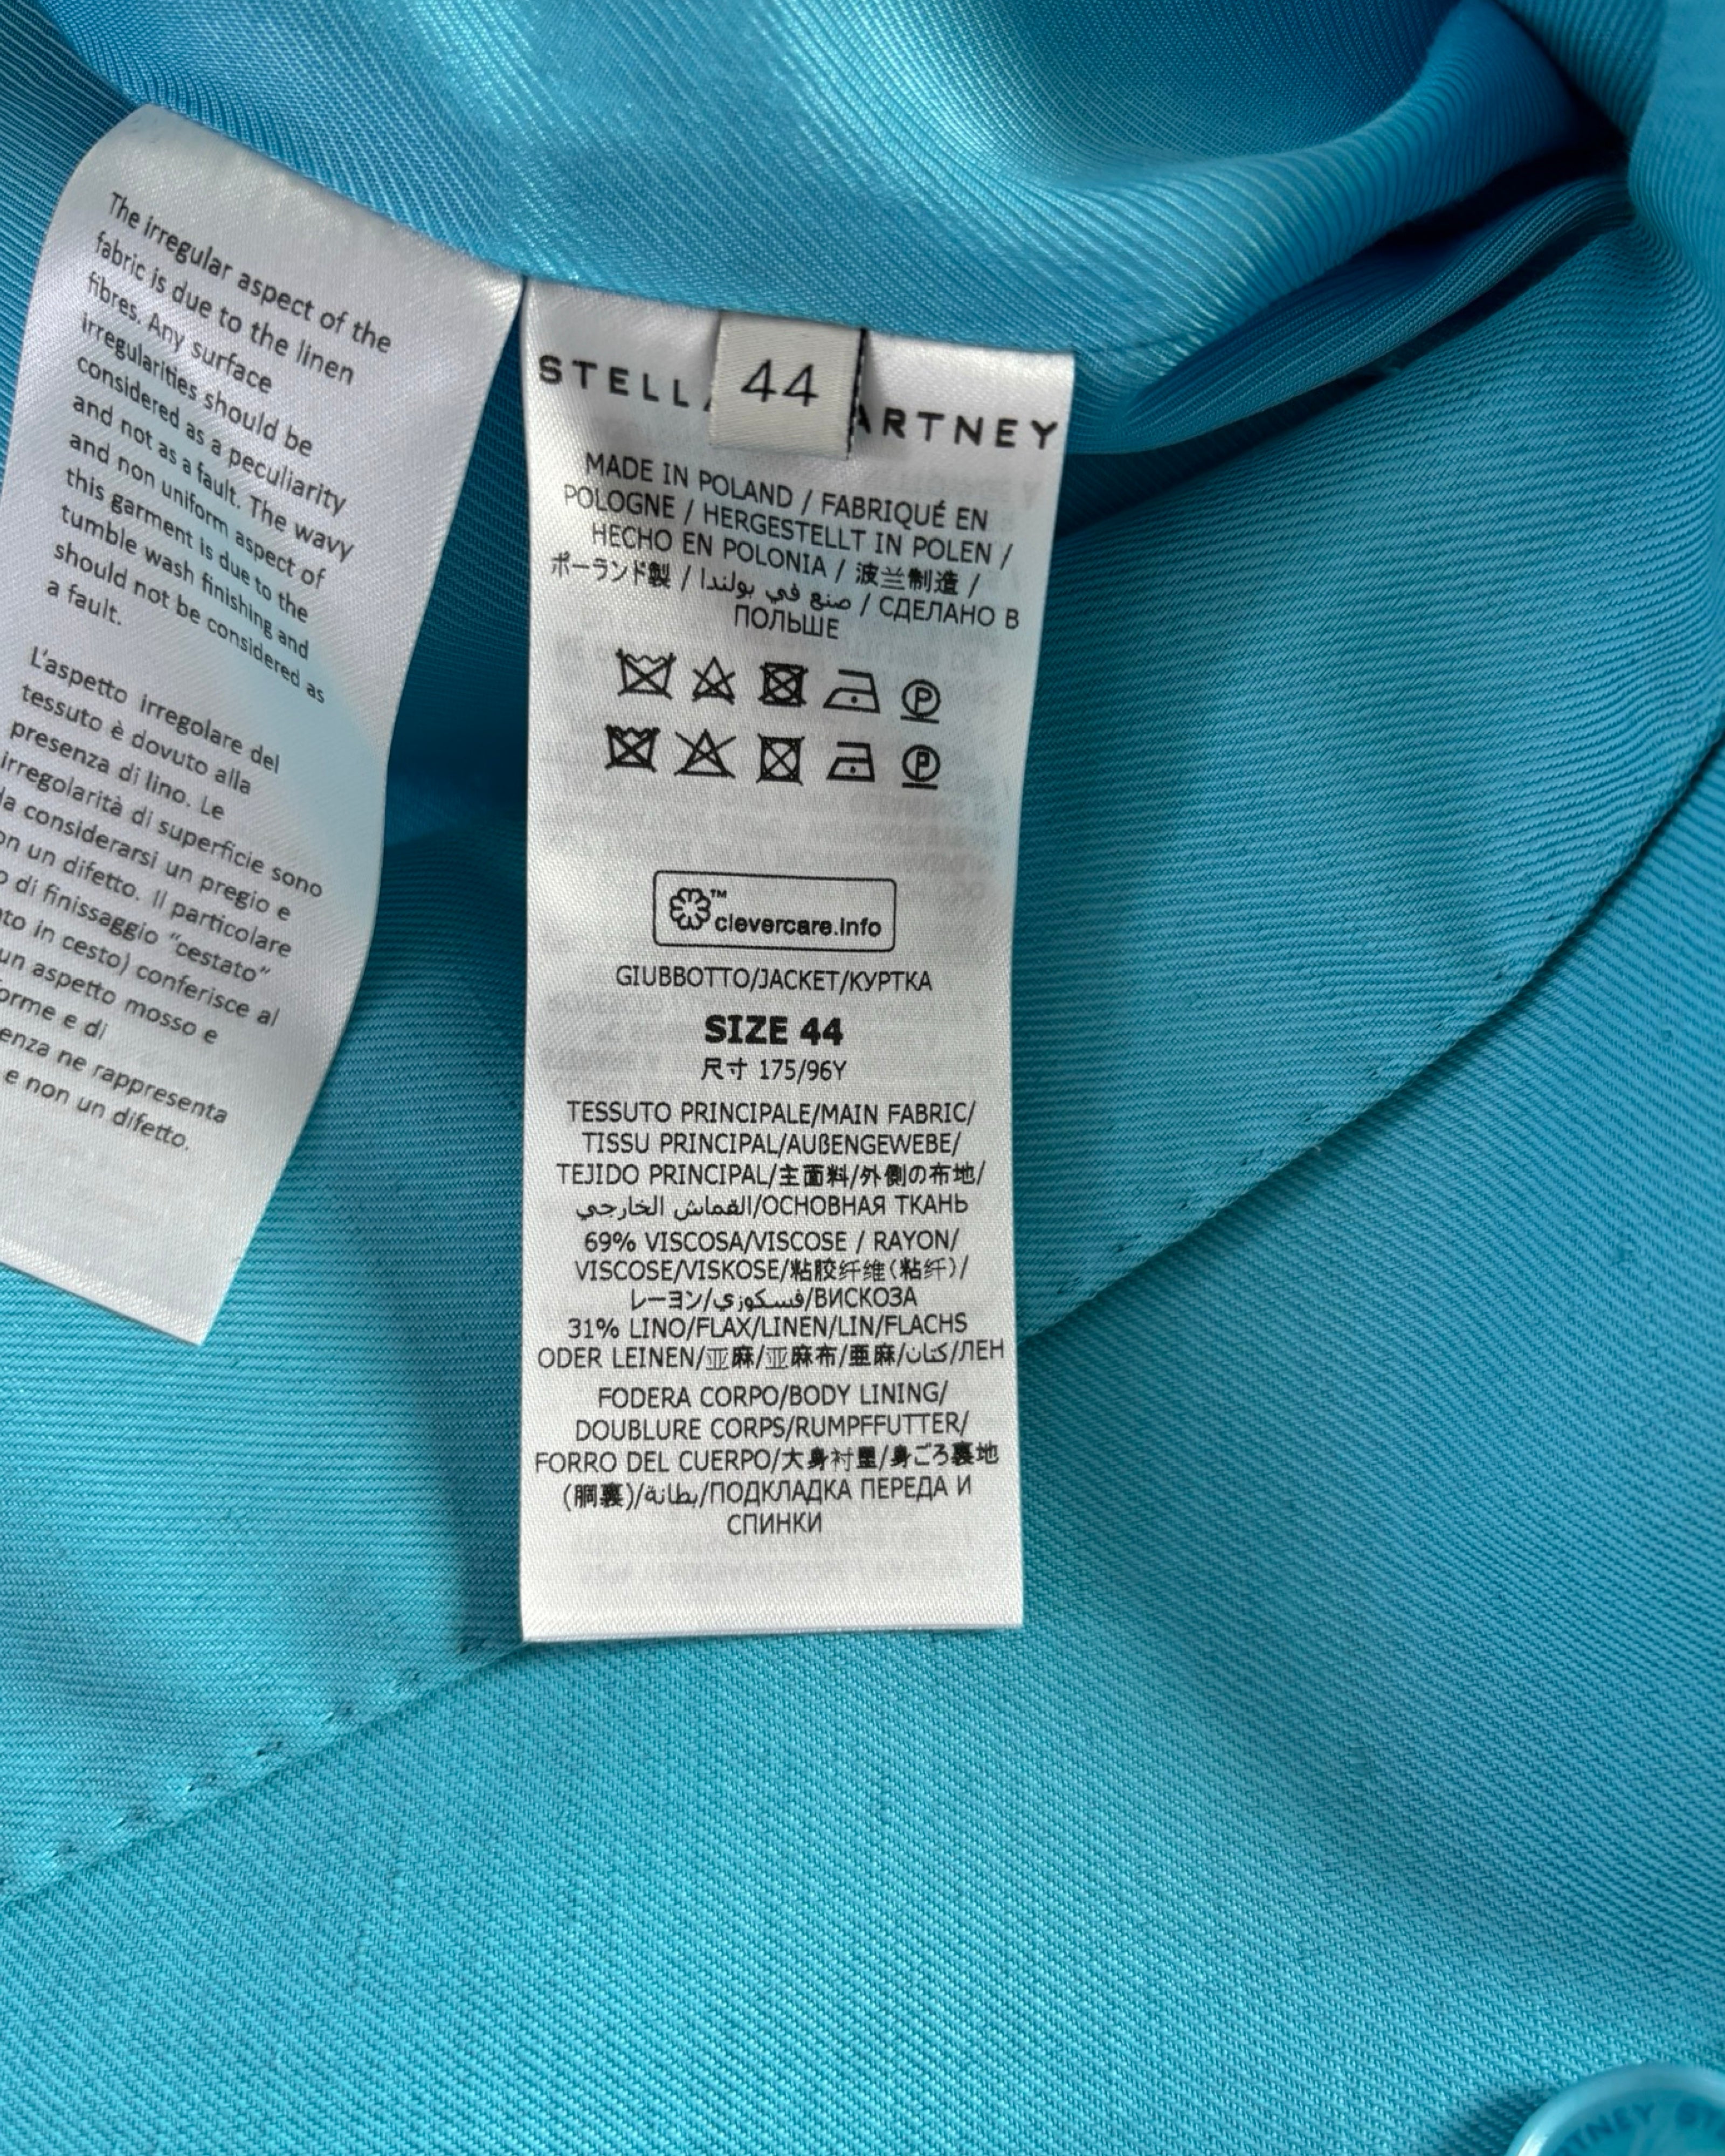 The irregular aspect of the
fabric is due to the linen
fibres. Any surface
irregularities should be
considered as a peculiarity
and not as a fault. The wavy
and non uniform aspect of
this garment is due to the
tumble wash finishing and
should not be considered as
a fault.
L'aspetto irregolare del
tessuto è dovuto alla
presenza di lino. Le
irregolarità di superficie sono
considerarsi un pregio e
un difetto. Il particolare
di finissaggio "cestato"
in cesto) conferisce al
un aspetto mosso e
e di
ne rappresenta
e non un difetto.
44
MADE IN POLAND / FABRIQUÉ EN
POLOGNE / HERGESTELLT IN POLEN /
HECHO EN POLONIA / 波兰制造 /
ポーランド製 / صنع في بولندا / СДЕЛАНО В
ПОЛЬШЕ
P
P
™
clevercare.info
GIUBBOTTO/JACKET/КУРТКА
SIZE 44
尺寸 175/96Y
TESSUTO PRINCIPALE/MAIN FABRIC/
TISSU PRINCIPAL/AUßENGEWEBE/
TEJIDO PRINCIPAL/主面料/外側の布地/
القماش الخارجي/ОСНОВНАЯ ТКАНЬ
69% VISCOSA/VISCOSE / RAYON/
VISCOSE/VISKOSE/粘胶纤维(粘纤)/
レーヨン/فسكوزي/ВИСКОЗА
31% LINO/FLAX/LINEN/LIN/FLACHS
ODER LEINEN/亚麻/亚麻布/亜麻/كتان/ЛЕН
FODERA CORPO/BODY LINING/
DOUBLURE CORPS/RUMPFFUTTER/
FORRO DEL CUERPO/大身衬里/身ごろ裏地
(胴裏)/بطانة/ПОДКЛАДКА ПЕРЕДА И
СПИНКИ